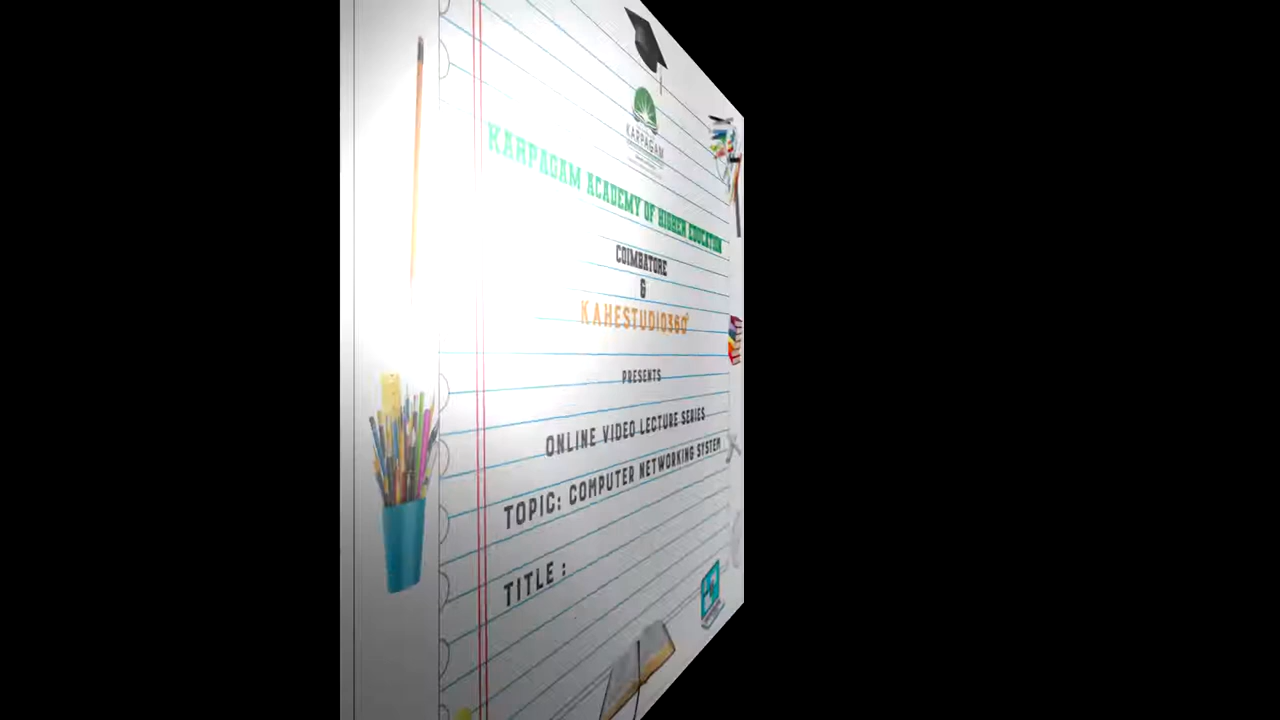 KARPAGAM
KARPAGAM ACADEMY OF HIGHER EDUCATION
COIMBATORE
&
KAHESTUDIO360°
PRESENTS
ONLINE VIDEO LECTURE SERIES
TOPIC: COMPUTER NETWORKING SYSTEM
TITLE :